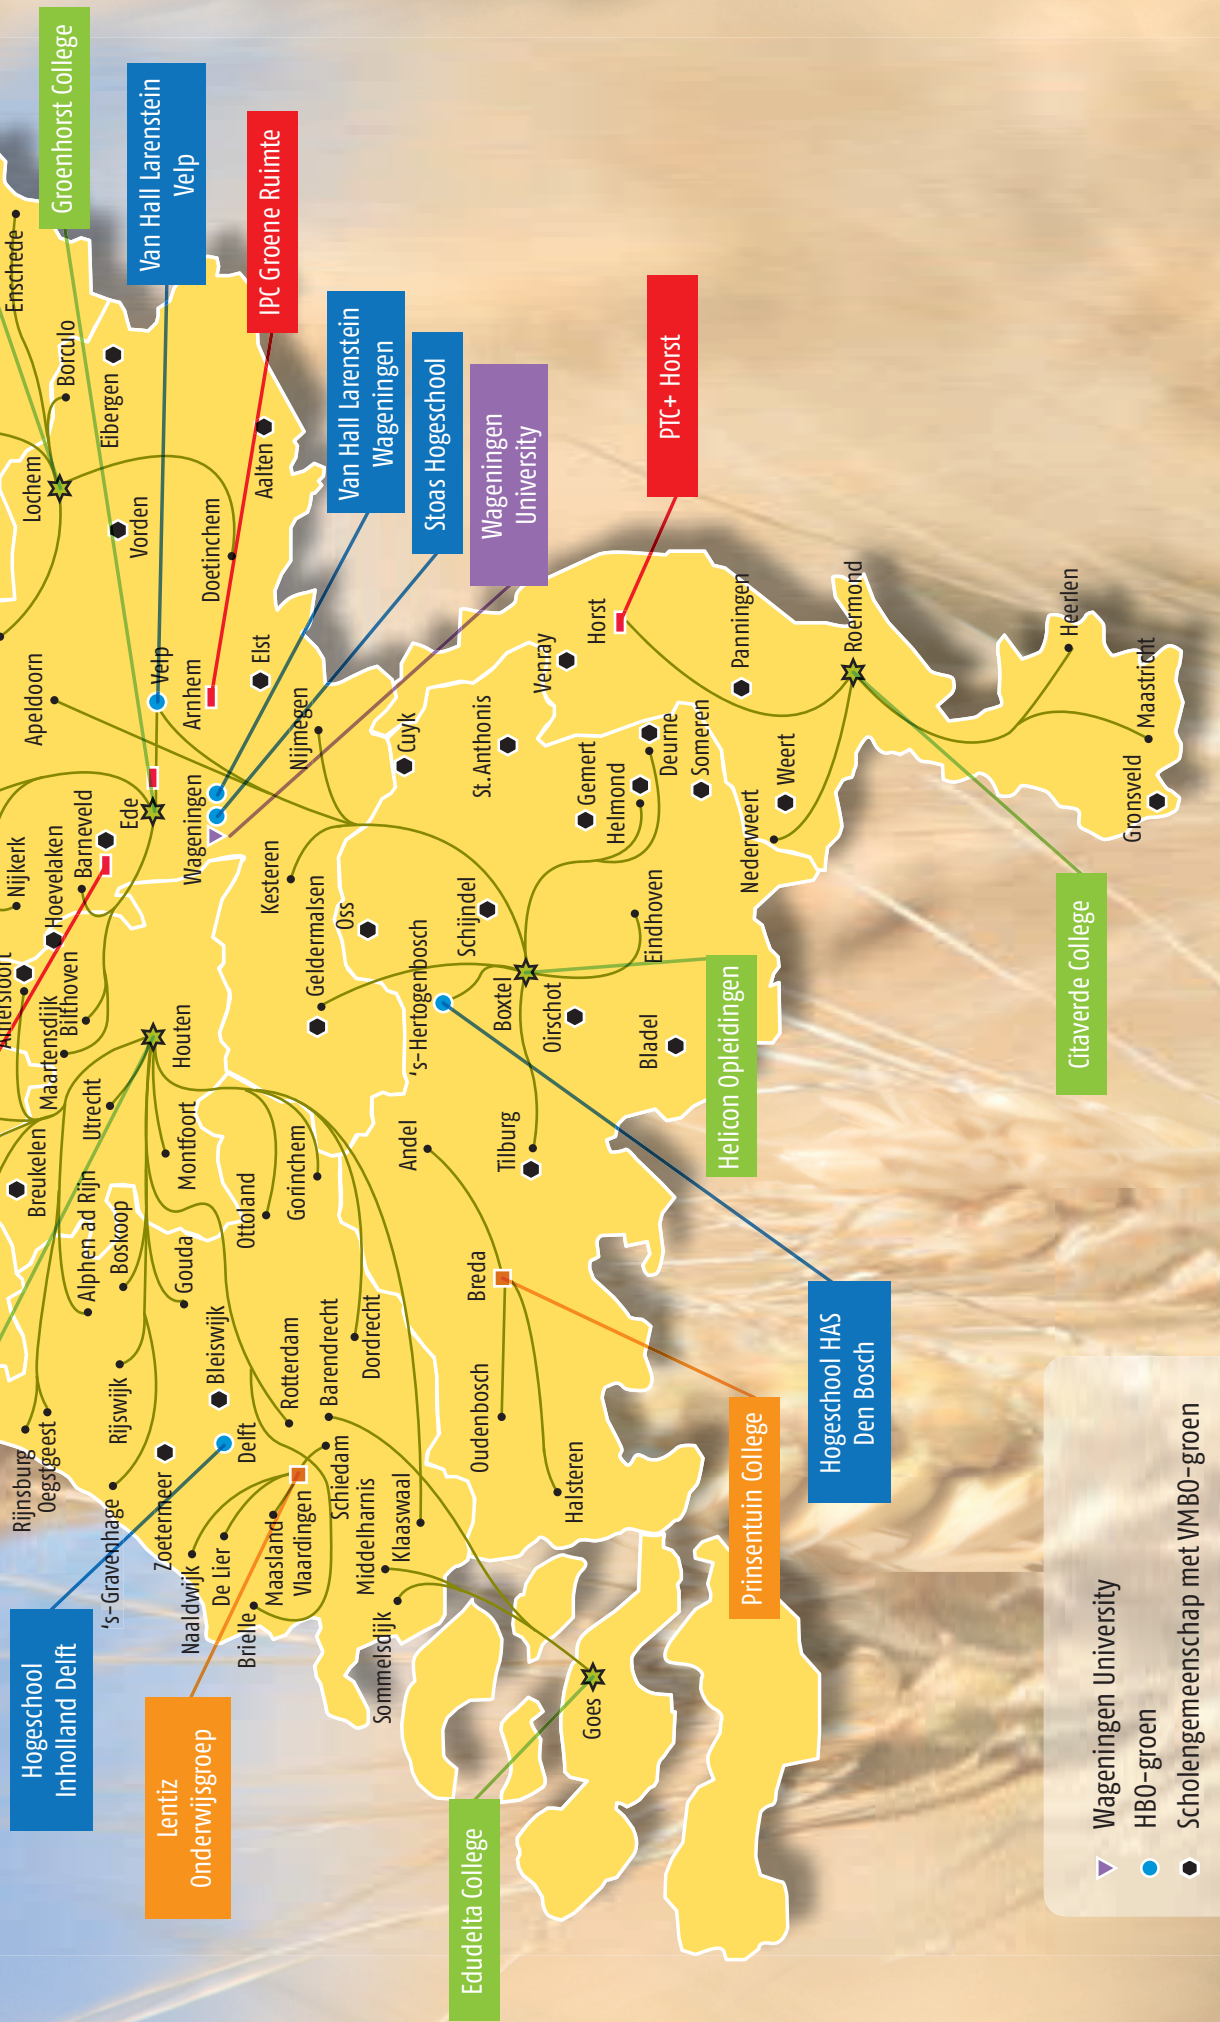 Groenhorst College
Van Hall Larenstein
Velp
IPC Groene Ruimte
Van Hall Larenstein
Wageningen
Stoas Hogeschool
Wageningen
University
PTC+ Horst
Citaverde College
Helicon Opleidingen
Hogeschool HAS
Den Bosch
Prinsentuin College
Edudelta College
Lentiz
Onderwijsgroep
Hogeschool
Inholland Delft
Enschede
Borculo
Eibergen
Lochem
Vorden
Aalten
Doetinchem
Apeldoorn
Velp
Arnhem
Elst
Nijmegen
Wageningen
Ede
Barneveld
Hoevelaken
Nijkerk
Amersfoort
Maartensdijk
Bilthoven
Houten
Utrecht
Montfoort
Breukelen
Alphen ad Rijn
Boskoop
Gouda
Rijswijk
Bleiswijk
Rijnsburg
Oegstgeest
's-Gravenhage
Zoetermeer
Delft
Naaldwijk
De Lier
Maasland
Vlaardingen
Schiedam
Brielle
Rotterdam
Barendrecht
Dordrecht
Ottoland
Gorinchem
Middelharnis
Klaaswaal
Sommelsdijk
Goes
Kesteren
Geldermalsen
Oss
Cuyk
St. Anthonis
Venray
Horst
Panningen
Roermond
Heerlen
Maastricht
Gronsveld
Weert
Nederweert
Someren
Deurne
Helmond
Gemert
Eindhoven
Schijndel
's-Hertogenbosch
Boxtel
Oirschot
Bladel
Tilburg
Andel
Breda
Oudenbosch
Halsteren
Wageningen University
HBO-groen
Scholengemeenschap met VMBO-groen